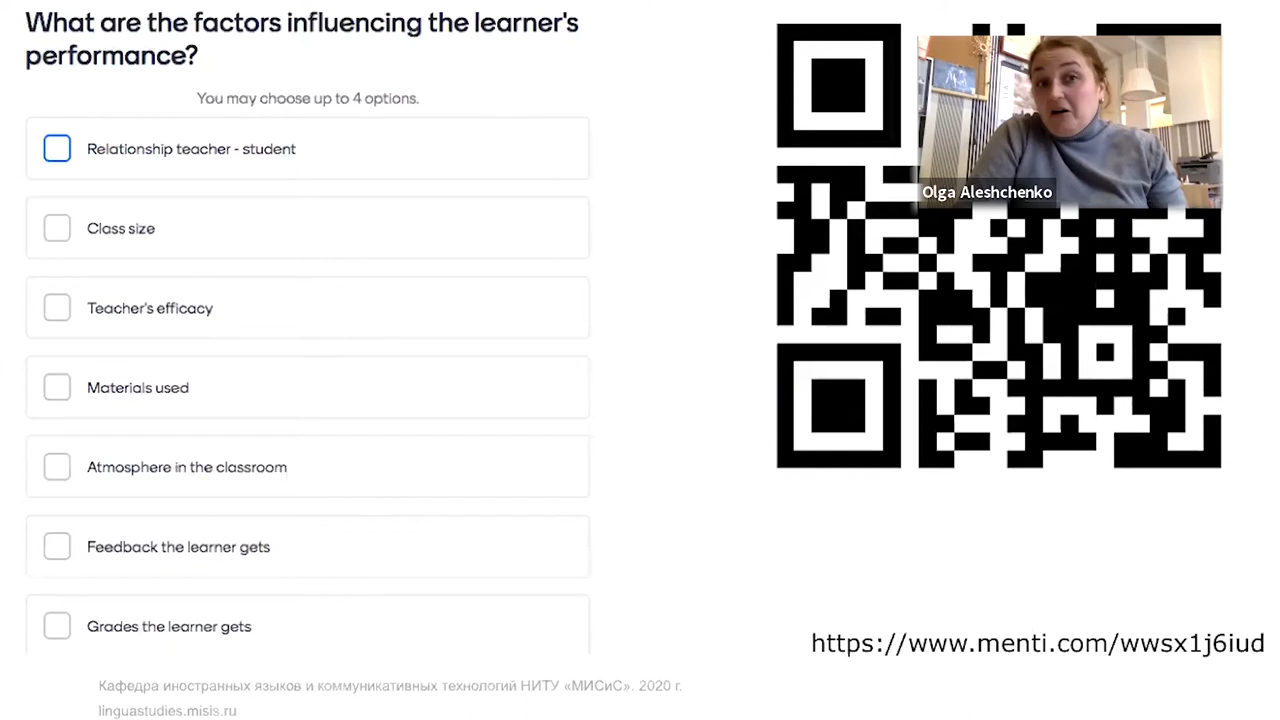 What are the factors influencing the learner's
performance?
You may choose up to 4 options.
Relationship teacher - student
Class size
Teacher's efficacy
Materials used
Atmosphere in the classroom
Feedback the learner gets
Grades the learner gets
Olga Aleshchenko
https://www.menti.com/wwsx1j6iud
Кафедра иностранных языков и коммуникативных технологий НИТУ «МИСиС». 2020 г.
linguastudies.misis.ru